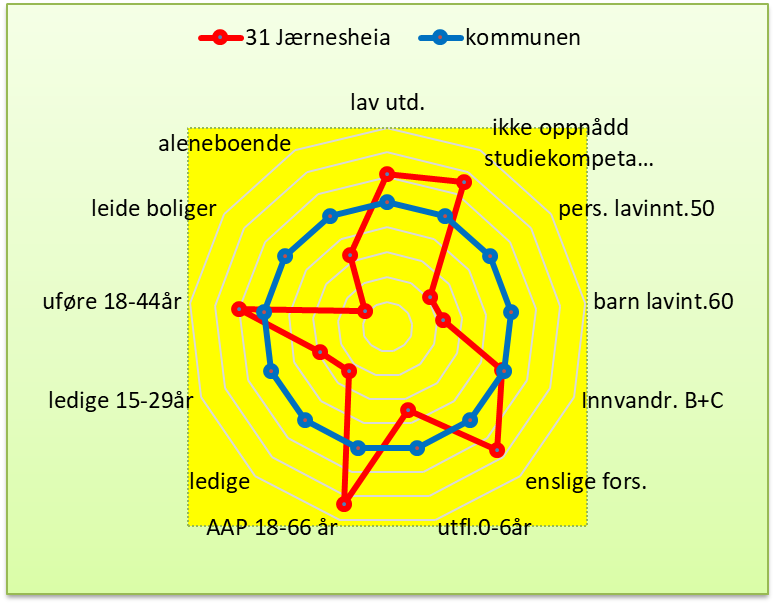 31 Jærnesheia
kommunen
lav utd.
ikke oppnådd
studiekompeta...
pers. lavinnt.50
barn lavint.60
Innvandr. B+C
enslige fors.
utfl.0-6år
AAP 18-66 år
ledige
ledige 15-29år
uføre 18-44år
leide boliger
aleneboende